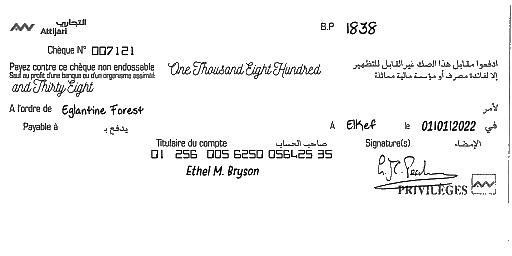 التجاري
Attijari
B.P 1838
Chèque N° 007121
Payez contre ce chèque non endossable
Sauf au profit d'une banque ou d'un organisme assimilé
One Thousand Eight Hundred
and Thirty Eight
ادفعوا مقابل هذا الصك غير القابل للتظهير
إلا لفائدة مصرف أو مؤسسة مالية مماثلة
A l'ordre de Eglantine Forest لأمر
Payable à يدفع بـ
A ElKef le 01/01/2022 في
Titulaire du compte صاحب الحساب
Signature(s) الإمضاء
01 256 005 6250 056425 35
Ethel M. Bryson
PRIVILÈGES